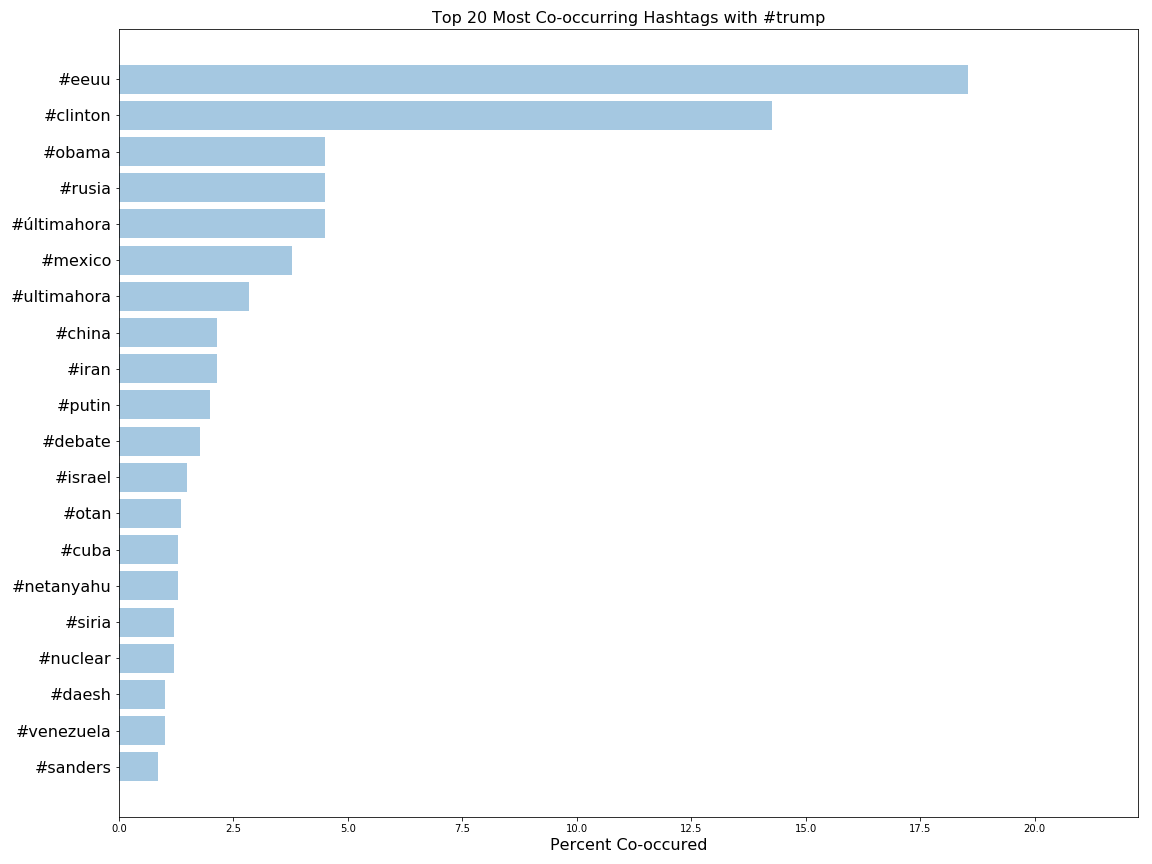 Top 20 Most Co-occurring Hashtags with #trump
#eeuu
#clinton
#obama
#rusia
#últimahora
#mexico
#ultimahora
#china
#iran
#putin
#debate
#israel
#otan
#cuba
#netanyahu
#siria
#nuclear
#daesh
#venezuela
#sanders
0.0 2.5 5.0 7.5 10.0 12.5 15.0 17.5 20.0
Percent Co-occured